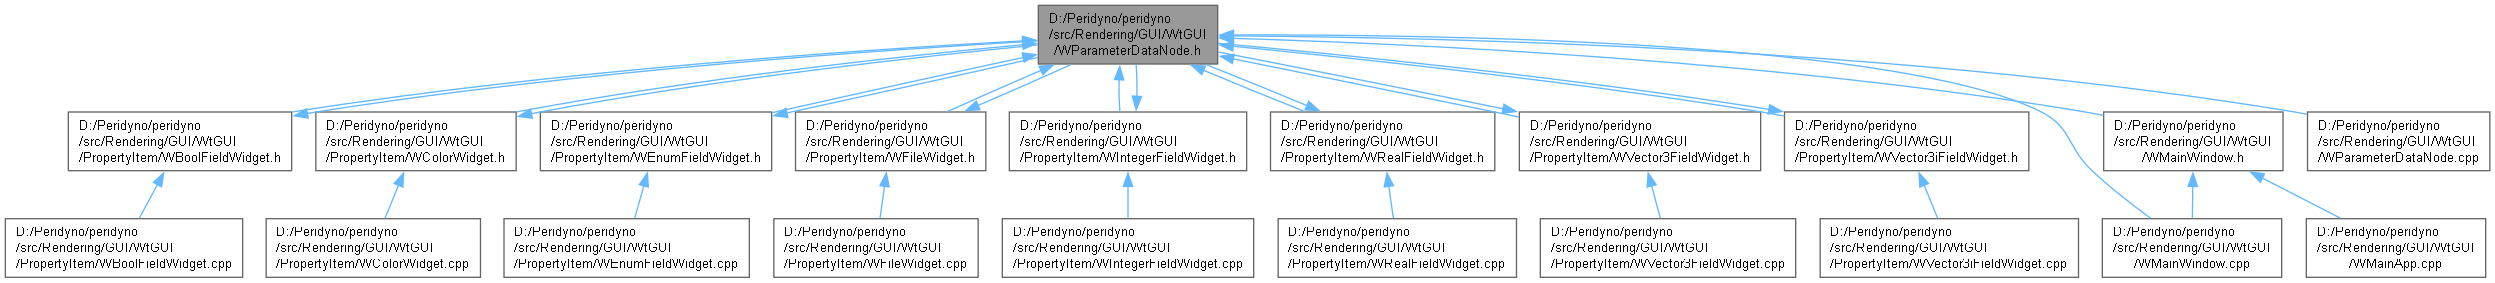 D:/Peridyno/peridyno
/src/Rendering/GUI/WtGUI
/WParameterDataNode.h
D:/Peridyno/peridyno
/src/Rendering/GUI/WtGUI
/PropertyItem/WBoolFieldWidget.h
D:/Peridyno/peridyno
/src/Rendering/GUI/WtGUI
/PropertyItem/WColorWidget.h
D:/Peridyno/peridyno
/src/Rendering/GUI/WtGUI
/PropertyItem/WEnumFieldWidget.h
D:/Peridyno/peridyno
/src/Rendering/GUI/WtGUI
/PropertyItem/WFileWidget.h
D:/Peridyno/peridyno
/src/Rendering/GUI/WtGUI
/PropertyItem/WIntegerFieldWidget.h
D:/Peridyno/peridyno
/src/Rendering/GUI/WtGUI
/PropertyItem/WRealFieldWidget.h
D:/Peridyno/peridyno
/src/Rendering/GUI/WtGUI
/PropertyItem/WVector3FieldWidget.h
D:/Peridyno/peridyno
/src/Rendering/GUI/WtGUI
/PropertyItem/WVector3iFieldWidget.h
D:/Peridyno/peridyno
/src/Rendering/GUI/WtGUI
/WMainWindow.h
D:/Peridyno/peridyno
/src/Rendering/GUI/WtGUI
/WParameterDataNode.cpp
D:/Peridyno/peridyno
/src/Rendering/GUI/WtGUI
/PropertyItem/WBoolFieldWidget.cpp
D:/Peridyno/peridyno
/src/Rendering/GUI/WtGUI
/PropertyItem/WColorWidget.cpp
D:/Peridyno/peridyno
/src/Rendering/GUI/WtGUI
/PropertyItem/WEnumFieldWidget.cpp
D:/Peridyno/peridyno
/src/Rendering/GUI/WtGUI
/PropertyItem/WFileWidget.cpp
D:/Peridyno/peridyno
/src/Rendering/GUI/WtGUI
/PropertyItem/WIntegerFieldWidget.cpp
D:/Peridyno/peridyno
/src/Rendering/GUI/WtGUI
/PropertyItem/WRealFieldWidget.cpp
D:/Peridyno/peridyno
/src/Rendering/GUI/WtGUI
/PropertyItem/WVector3FieldWidget.cpp
D:/Peridyno/peridyno
/src/Rendering/GUI/WtGUI
/PropertyItem/WVector3iFieldWidget.cpp
D:/Peridyno/peridyno
/src/Rendering/GUI/WtGUI
/WMainWindow.cpp
D:/Peridyno/peridyno
/src/Rendering/GUI/WtGUI
/WMainApp.cpp